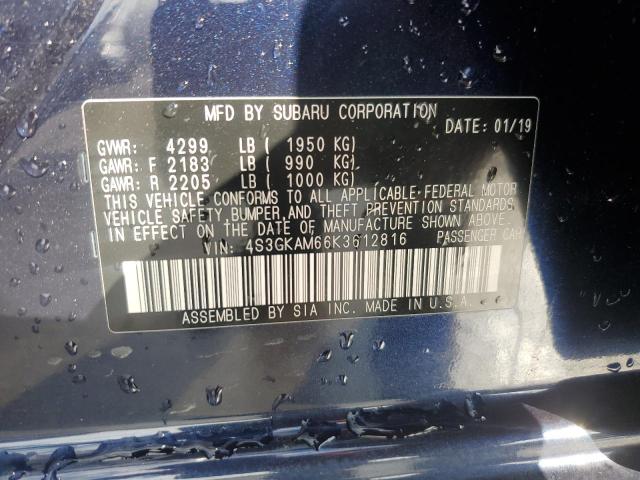 MFD BY SUBARU CORPORATION
DATE: 01/19
GVWR: 4299 LB ( 1950 KG)
GAWR: F 2183 LB ( 990 KG)
GAWR: R 2205 LB ( 1000 KG)
THIS VEHICLE CONFORMS TO ALL APPLICABLE FEDERAL MOTOR
VEHICLE SAFETY, BUMPER, AND THEFT PREVENTION STANDARDS
IN EFFECT ON THE DATE OF MANUFACTURE SHOWN ABOVE
VIN: 4S3GKAM66K3612816 PASSENGER CAR
ASSEMBLED BY SIA INC. MADE IN U.S.A.